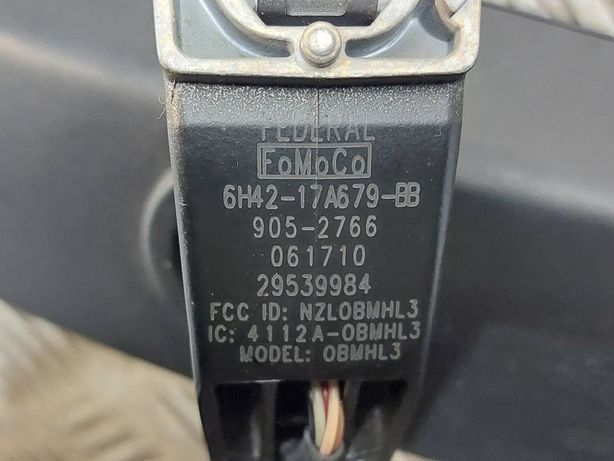 FEDERAL
FoMoCo
6H42-17A679-BB
905-2766
061710
29539984
FCC ID: NZLOBMHL3
IC: 4112A-OBMHL3
MODEL: OBMHL3